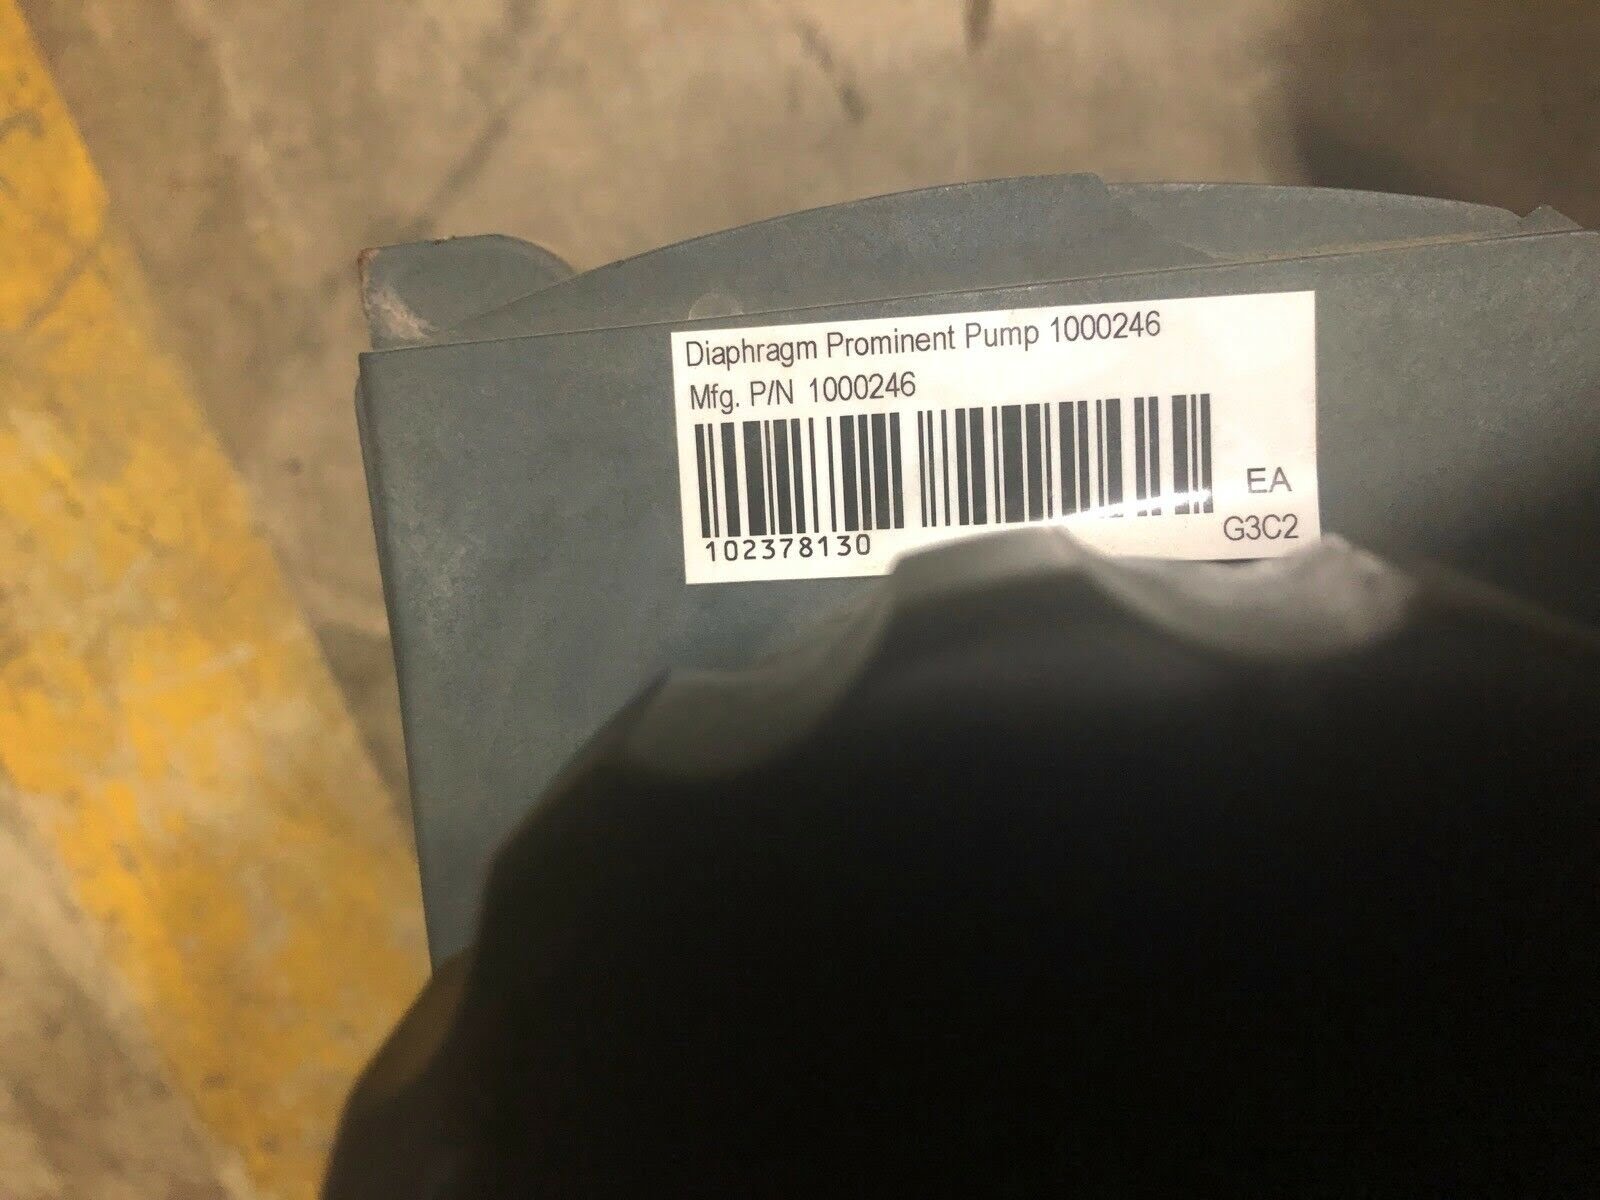 Diaphragm Prominent Pump 1000246
Mfg. P/N 1000246
EA
102378130
G3C2